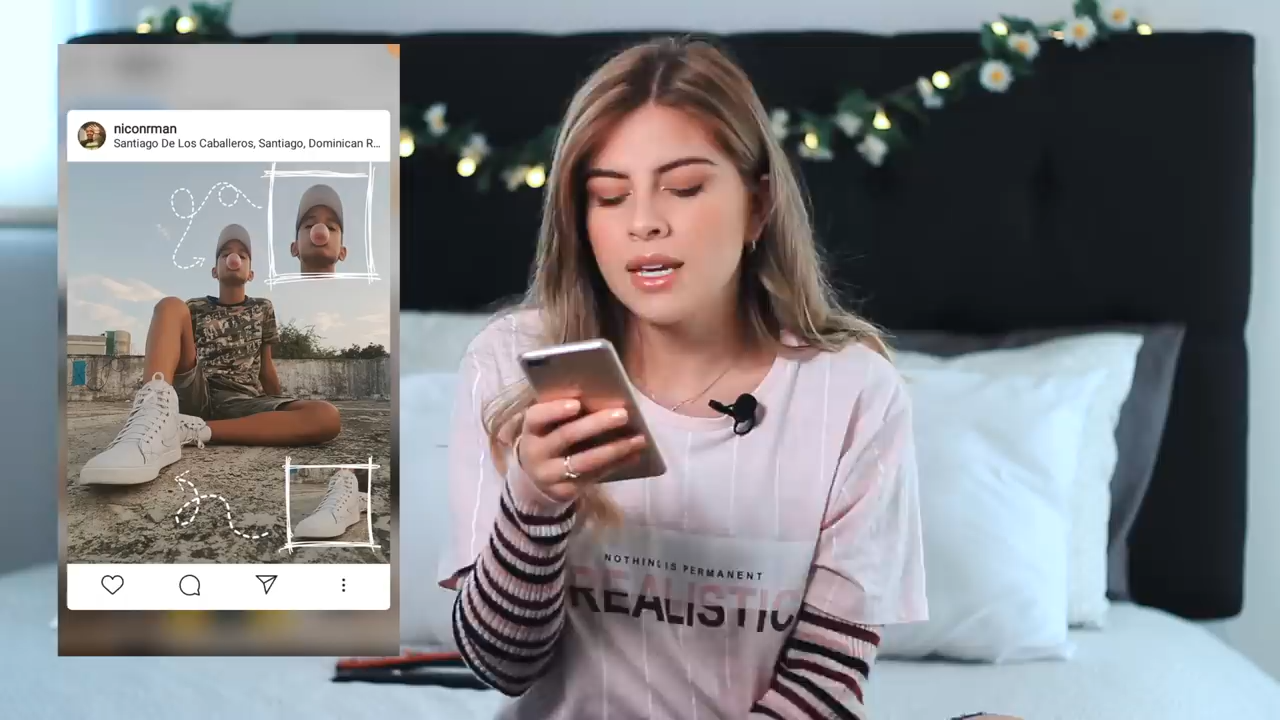 niconrman
Santiago De Los Caballeros, Santiago, Dominican R...
NOTHING IS PERMANENT
REALISTIC